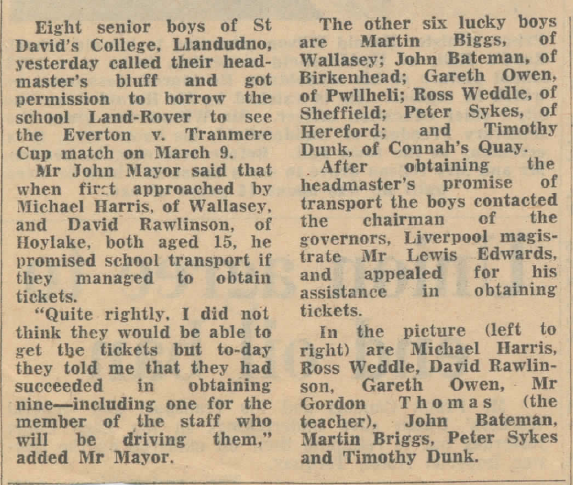 Eight senior boys of St
David's College, Llandudno,
yesterday called their head-
master's bluff and got
permission to borrow the
school Land-Rover to see
the Everton v. Tranmere
Cup match on March 9.
Mr John Mayor said that
when first approached by
Michael Harris, of Wallasey,
and David Rawlinson, of
Hoylake, both aged 15, he
promised school transport if
they managed to obtain
tickets.
"Quite rightly, I did not
think they would be able to
get the tickets but to-day
they told me that they had
succeeded in obtaining
nine—including one for the
member of the staff who
will be driving them,"
added Mr Mayor.
The other six lucky boys
are Martin Biggs, of
Wallasey; John Bateman, of
Birkenhead; Gareth Owen,
of Pwllheli; Ross Weddle, of
Sheffield; Peter Sykes, of
Hereford; and Timothy
Dunk, of Connah's Quay.
After obtaining the
headmaster's promise of
transport the boys contacted
the chairman of the
governors, Liverpool magis-
trate Mr Lewis Edwards,
and appealed for his
assistance in obtaining
tickets.
In the picture (left to
right) are Michael Harris,
Ross Weddle, David Rawlin-
son, Gareth Owen, Mr
Gordon Thomas (the
teacher), John Bateman,
Martin Briggs, Peter Sykes
and Timothy Dunk.